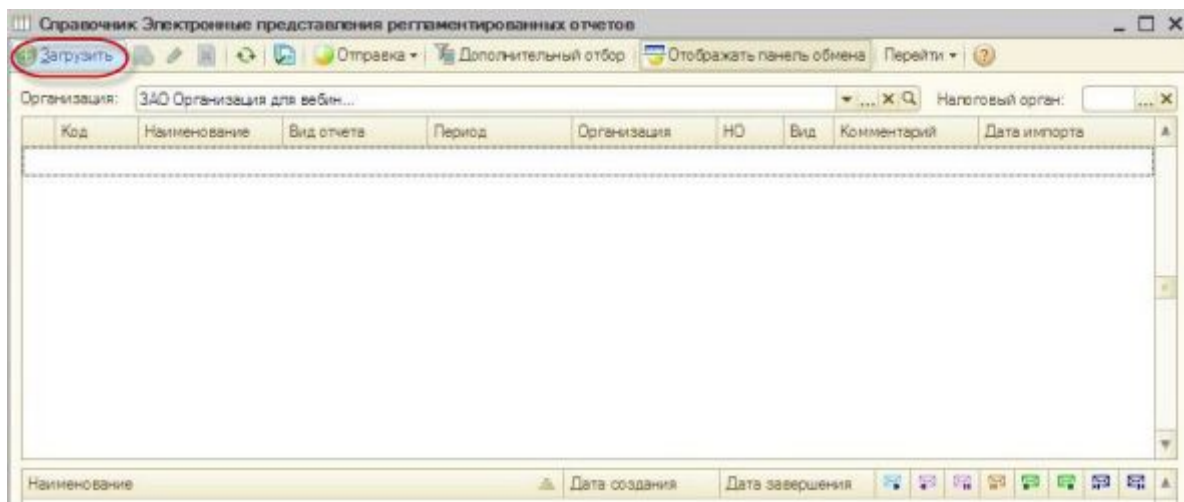 Справочник Электронные представления регламентированных отчетов
Загрузить Отправка Дополнительный отбор Отображать панель обмена Перейти
Организация: ЗАО Организация для вебин... Налоговый орган:
Код Наименование Вид отчета Период Организация НО Вид Комментарий Дата импорта
Наименование Дата создания Дата завершения